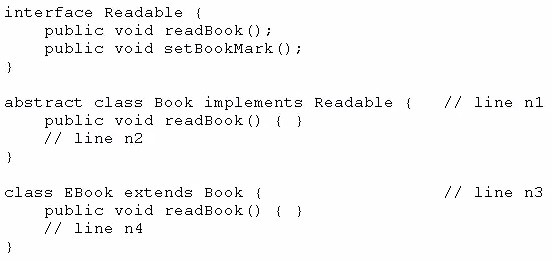 interface Readable {
    public void readBook();
    public void setBookMark();
}

abstract class Book implements Readable {   // line n1
    public void readBook() { }
    // line n2
}

class EBook extends Book {                  // line n3
    public void readBook() { }
    // line n4
}